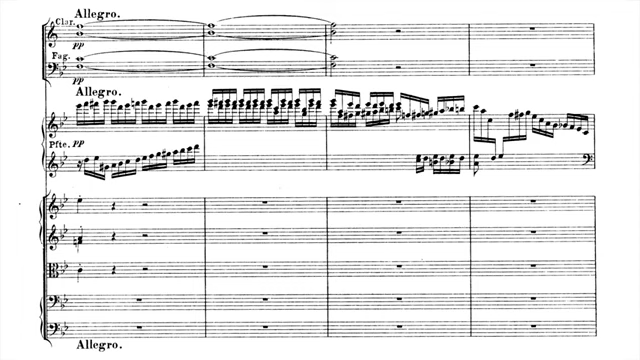 Allegro.
Clar.
pp
Fag.
pp
Allegro.
Pfte. pp
Allegro.